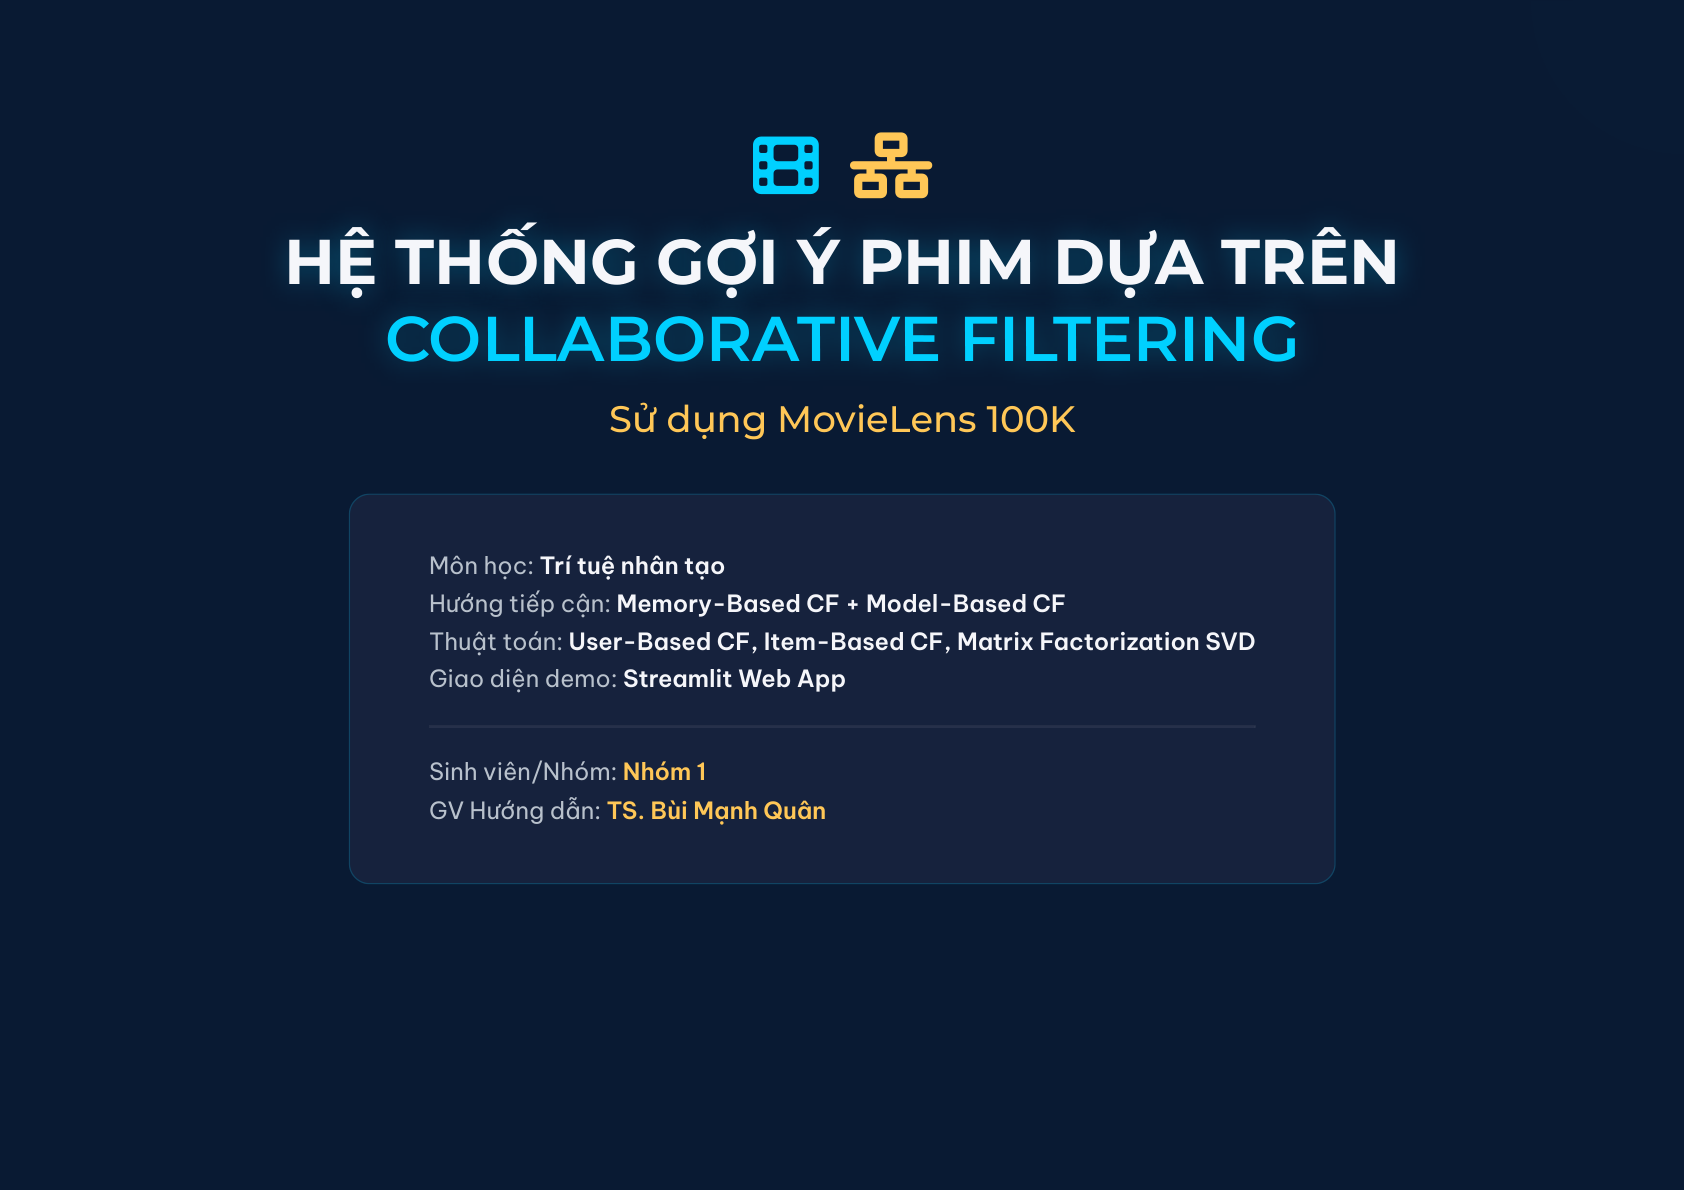 HỆ THỐNG GỢI Ý PHIM DỰA TRÊN
COLLABORATIVE FILTERING
Sử dụng MovieLens 100K
Môn học: Trí tuệ nhân tạo
Hướng tiếp cận: Memory-Based CF + Model-Based CF
Thuật toán: User-Based CF, Item-Based CF, Matrix Factorization SVD
Giao diện demo: Streamlit Web App
Sinh viên/Nhóm: Nhóm 1
GV Hướng dẫn: TS. Bùi Mạnh Quân